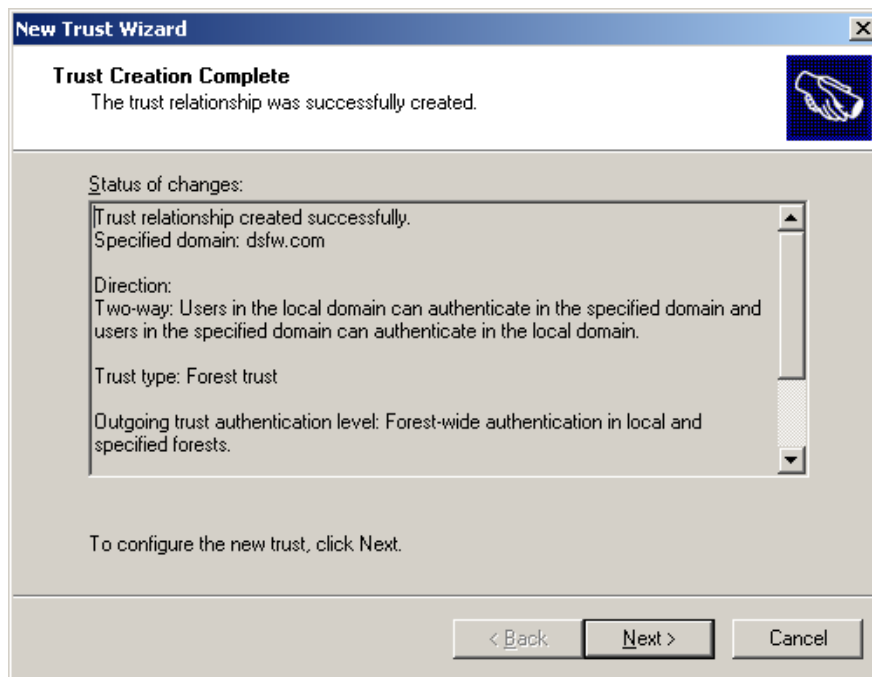 New Trust Wizard
Trust Creation Complete
The trust relationship was successfully created.
Status of changes:
Trust relationship created successfully.
Specified domain: dsfw.com
Direction:
Two-way: Users in the local domain can authenticate in the specified domain and
users in the specified domain can authenticate in the local domain.
Trust type: Forest trust
Outgoing trust authentication level: Forest-wide authentication in local and
specified forests.
To configure the new trust, click Next.
< Back
Next >
Cancel